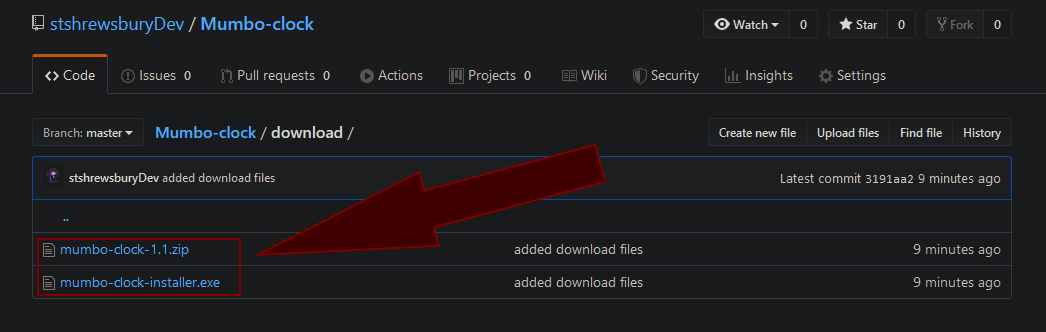 stshrewsburyDev / Mumbo-clock
Watch 0 Star 0 Fork 0
Code Issues 0 Pull requests 0 Actions Projects 0 Wiki Security Insights Settings
Branch: master Mumbo-clock / download / Create new file Upload files Find file History
stshrewsburyDev added download files Latest commit 3191aa2 9 minutes ago
..
mumbo-clock-1.1.zip added download files 9 minutes ago
mumbo-clock-installer.exe added download files 9 minutes ago